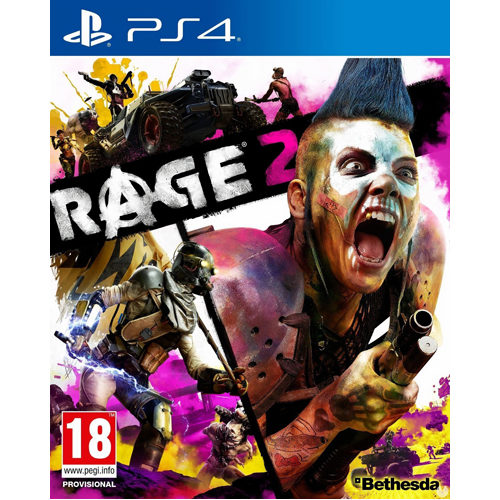 PS4
RAGE 2
18
www.pegi.info
PROVISIONAL
Bethesda